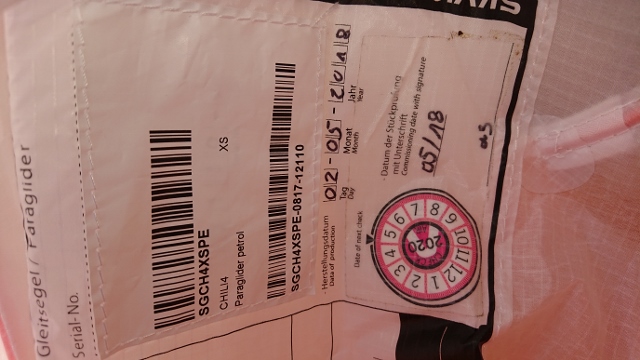 Gleitsegel / Paraglider
Serial-No.
SGCH4XSPE
CHILI4
XS
Paraglider petrol
SGCH4XSPE-0817-12110
Herstellungsdatum
Date of production
02-05-2018
Tag
Day
Monat
Month
Jahr
Year
Date of next check
1 2 3 4 5 6 7 8 9 10 11 12
2020
Datum der Stückprüfung
mit Unterschrift
Commissioning date with signature
05/18